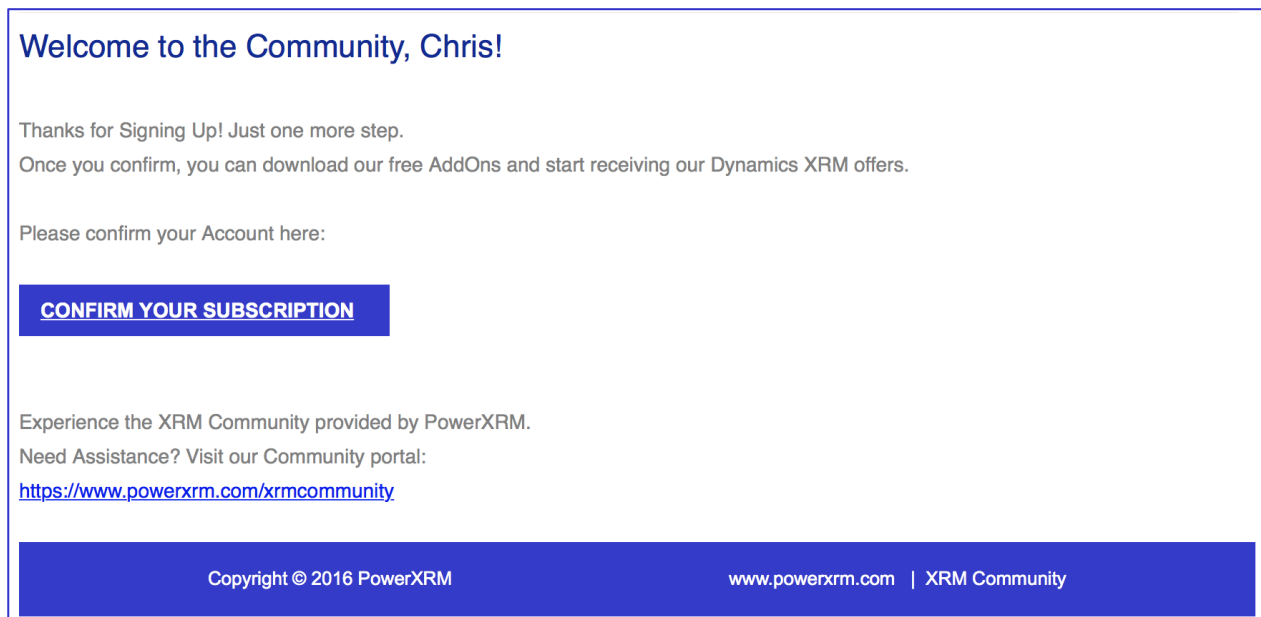 Welcome to the Community, Chris!
Thanks for Signing Up! Just one more step.
Once you confirm, you can download our free AddOns and start receiving our Dynamics XRM offers.
Please confirm your Account here:
CONFIRM YOUR SUBSCRIPTION
Experience the XRM Community provided by PowerXRM.
Need Assistance? Visit our Community portal:
https://www.powerxrm.com/xrmcommunity
Copyright © 2016 PowerXRM www.powerxrm.com | XRM Community